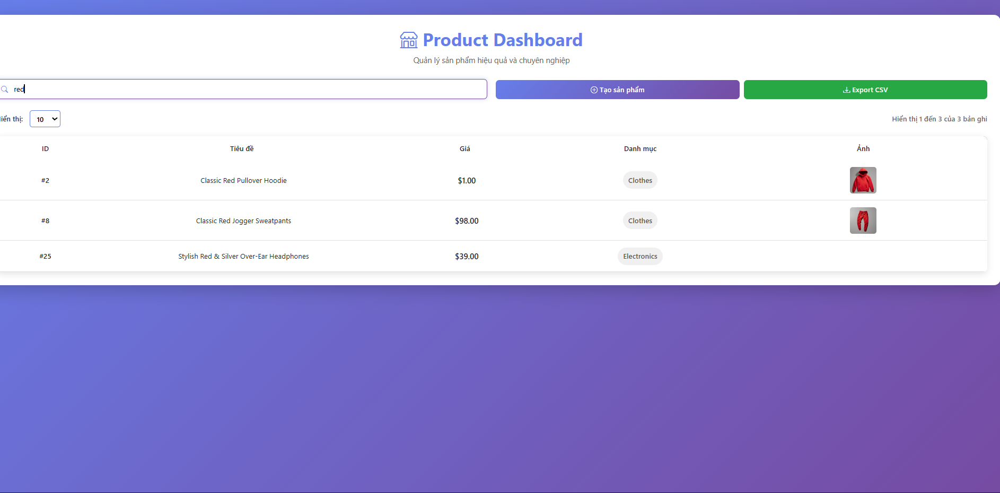 Product Dashboard
Quản lý sản phẩm hiệu quả và chuyên nghiệp
red
Tạo sản phẩm
Export CSV
iển thị:
10
Hiển thị 1 đến 3 của 3 bản ghi
ID Tiêu đề Giá Danh mục Ảnh
#2 Classic Red Pullover Hoodie $1.00 Clothes
#8 Classic Red Jogger Sweatpants $98.00 Clothes
#25 Stylish Red & Silver Over-Ear Headphones $39.00 Electronics